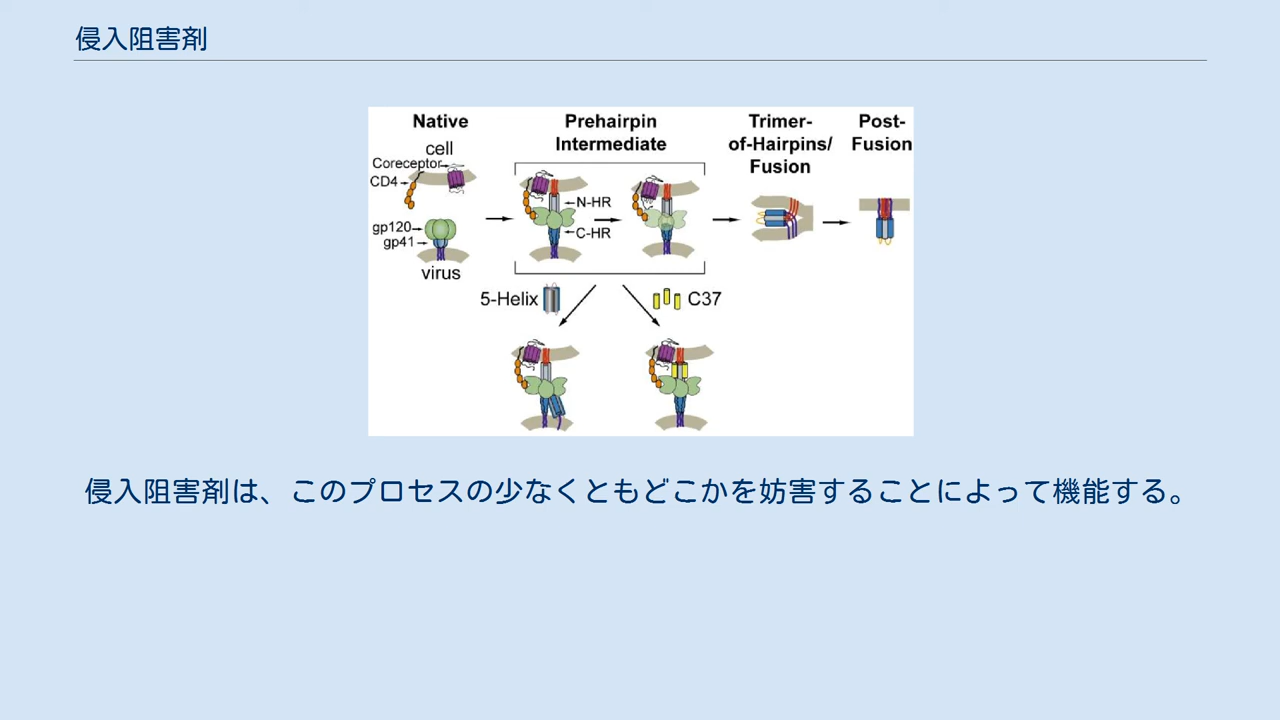 侵入阻害剤
Native
Prehairpin
Intermediate
Trimer-
of-Hairpins/
Fusion
Post-
Fusion
cell
Coreceptor
CD4
gp120
gp41
virus
N-HR
C-HR
5-Helix
C37
侵入阻害剤は、このプロセスの少なくともどこかを妨害することによって機能する。